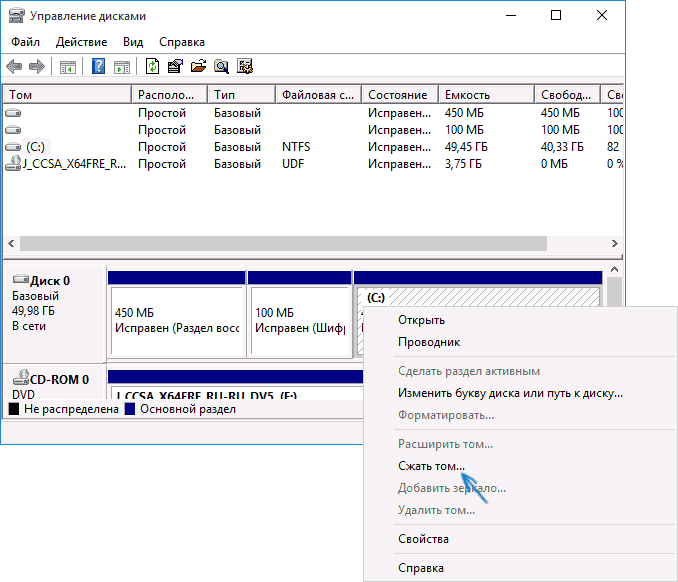 Управление дисками
Файл Действие Вид Справка
Том Располо... Тип Файловая с... Состояние Емкость Свобод... Сво
Простой Базовый Исправен... 450 МБ 450 МБ 100
Простой Базовый Исправен... 100 МБ 100 МБ 100
(C:) Простой Базовый NTFS Исправен... 49,45 ГБ 40,33 ГБ 82
J_CCSA_X64FRE_R... Простой Базовый UDF Исправен... 3,75 ГБ 0 МБ 0 %
Диск 0
Базовый
49,98 ГБ
В сети
450 МБ
Исправен (Раздел восс
100 МБ
Исправен (Шифр
(C:)
CD-ROM 0
DVD
J_CCSA_X64FRE_RU-RU_DV5 (E:)
Не распределена Основной раздел
Открыть
Проводник
Сделать раздел активным
Изменить букву диска или путь к диску...
Форматировать...
Расширить том...
Сжать том...
Добавить зеркало...
Удалить том...
Свойства
Справка